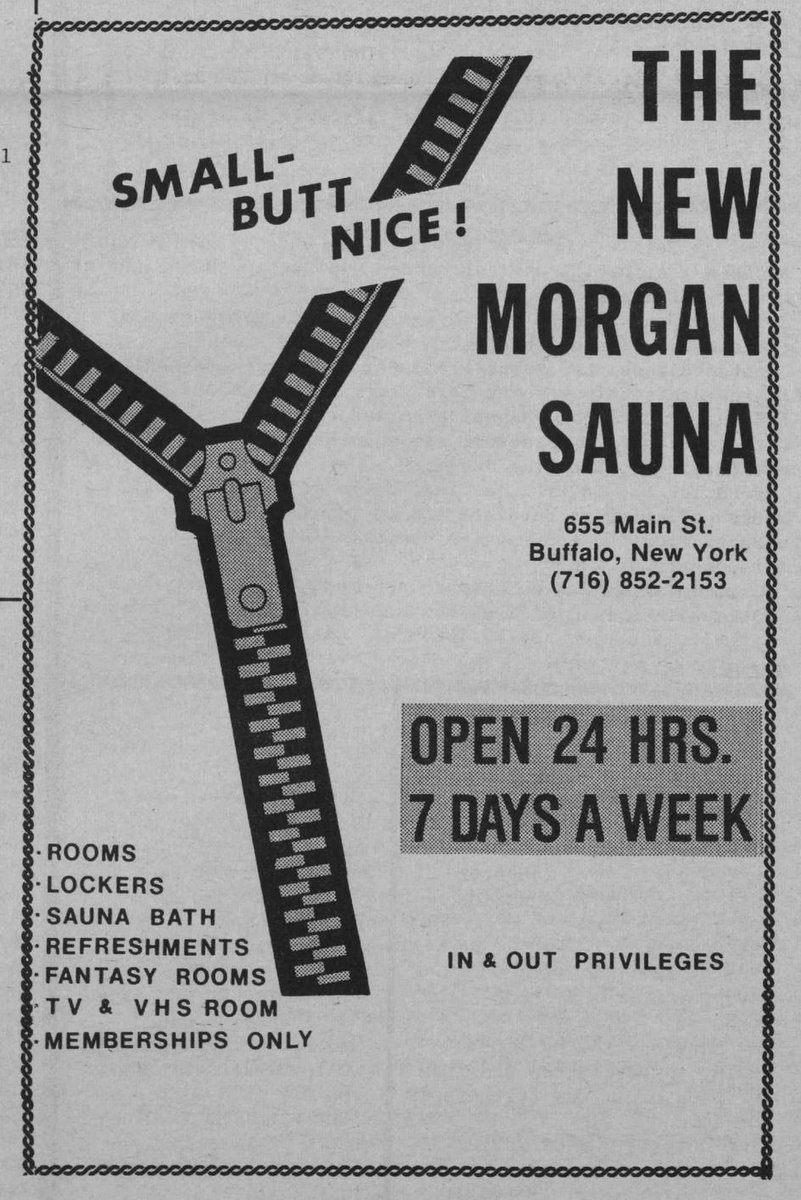 SMALL-
BUTT
NICE!
THE
NEW
MORGAN
SAUNA
655 Main St.
Buffalo, New York
(716) 852-2153
OPEN 24 HRS.
7 DAYS A WEEK
· ROOMS
· LOCKERS
· SAUNA BATH
· REFRESHMENTS
· FANTASY ROOMS
· TV & VHS ROOM
· MEMBERSHIPS ONLY
IN & OUT PRIVILEGES
1